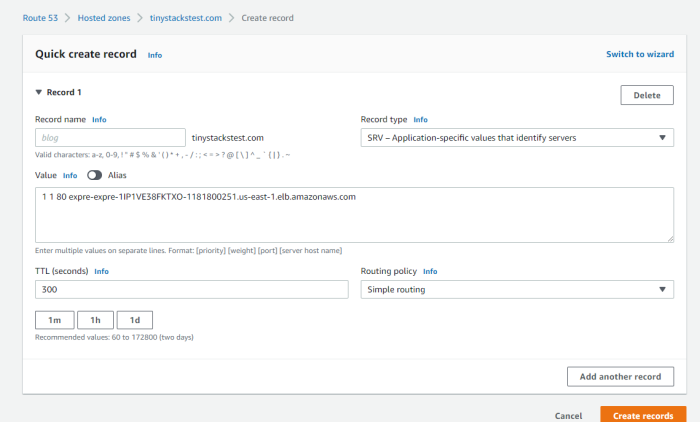 Route 53 > Hosted zones > tinystackstest.com > Create record
Quick create record Info Switch to wizard
▼ Record 1 Delete
Record name Info Record type Info
blog tinystackstest.com SRV – Application-specific values that identify servers
Valid characters: a-z, 0-9, ! " # $ % & ' ( ) * + , - / : ; < = > ? @ [ \ ] ^ _ ` { | } . ~
Value Info Alias
1 1 80 expre-expre-1IP1VE38FKTXO-1181800251.us-east-1.elb.amazonaws.com
Enter multiple values on separate lines. Format: [priority] [weight] [port] [server host name]
TTL (seconds) Info Routing policy Info
300 Simple routing
1m 1h 1d
Recommended values: 60 to 172800 (two days)
Add another record
Cancel Create records